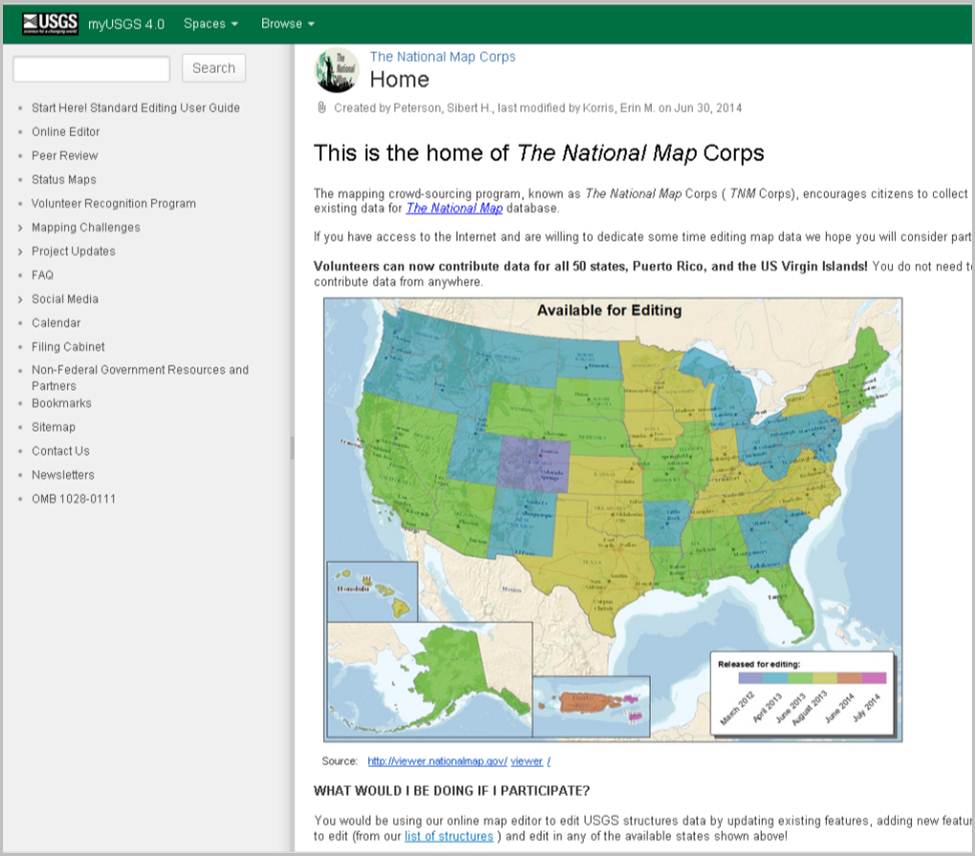 USGS
science for a changing world
myUSGS 4.0 Spaces Browse
Search
Start Here! Standard Editing User Guide
Online Editor
Peer Review
Status Maps
Volunteer Recognition Program
Mapping Challenges
Project Updates
FAQ
Social Media
Calendar
Filing Cabinet
Non-Federal Government Resources and
Partners
Bookmarks
Sitemap
Contact Us
Newsletters
OMB 1028-0111
The National Map Corps
Home
Created by Peterson, Sibert H., last modified by Korris, Erin M. on Jun 30, 2014
This is the home of The National Map Corps
The mapping crowd-sourcing program, known as The National Map Corps ( TNM Corps), encourages citizens to collect
existing data for The National Map database.
If you have access to the Internet and are willing to dedicate some time editing map data we hope you will consider part
Volunteers can now contribute data for all 50 states, Puerto Rico, and the US Virgin Islands! You do not need t
contribute data from anywhere.
Available for Editing
Released for editing:
March 2012
April 2013
June 2013
August 2013
June 2014
July 2014
Source: http://viewer.nationalmap.gov/ viewer /
WHAT WOULD I BE DOING IF I PARTICIPATE?
You would be using our online map editor to edit USGS structures data by updating existing features, adding new featur
to edit (from our list of structures ) and edit in any of the available states shown above!